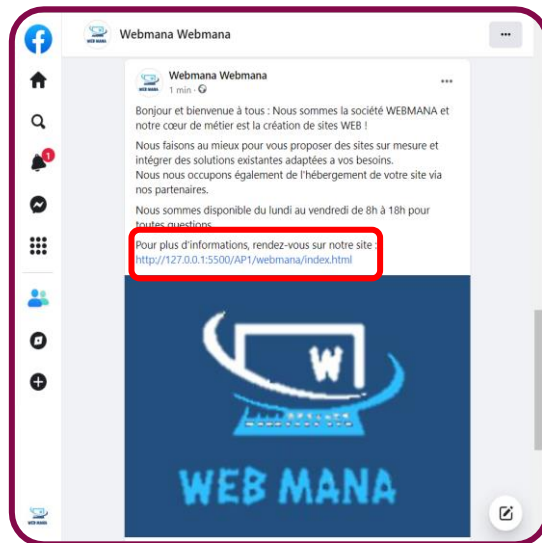 Webmana Webmana
Webmana Webmana
1 min ·
Bonjour et bienvenue à tous : Nous sommes la société WEBMANA et
notre cœur de métier est la création de sites WEB !
Nous faisons au mieux pour vous proposer des sites sur mesure et
intégrer des solutions existantes adaptées a vos besoins.
Nous nous occupons également de l'hébergement de votre site via
nos partenaires.
Nous sommes disponible du lundi au vendredi de 8h à 18h pour
toutes questions
Pour plus d'informations, rendez-vous sur notre site :
http://127.0.0.1:5500/AP1/webmana/index.html
1
W
WEB MANA
WEB MANA